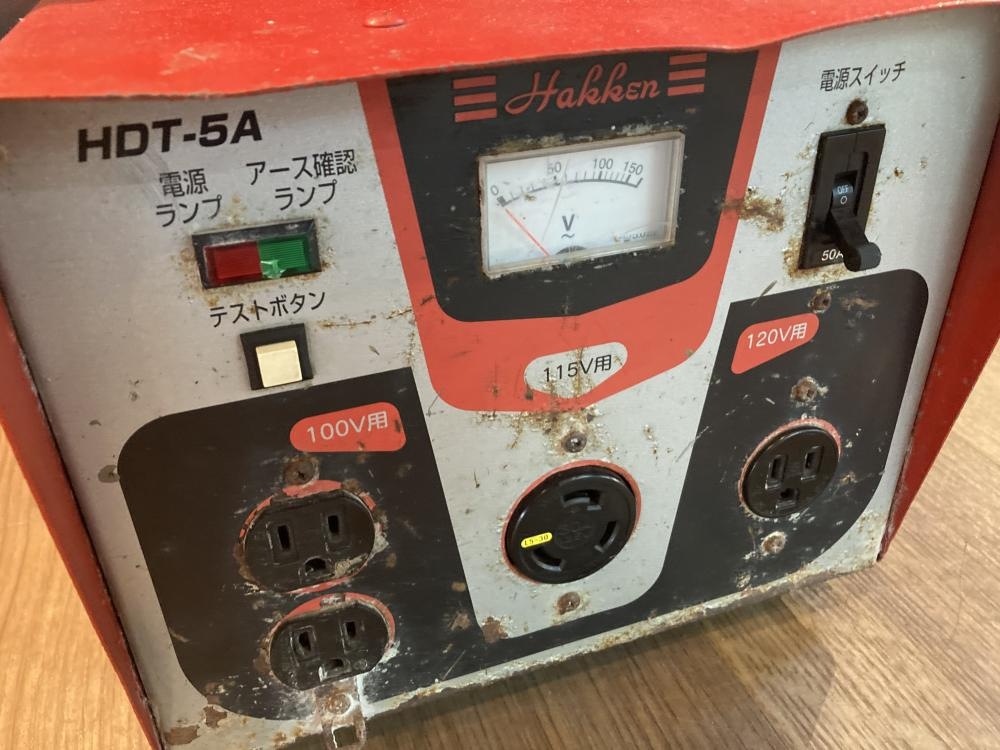 Hakken
電源スイッチ
HDT-5A
電源
ランプ
アース確認
ランプ
0 50 100 150
V
OFF
O
50A
テストボタン
115V用
120V用
100V用
L5-30